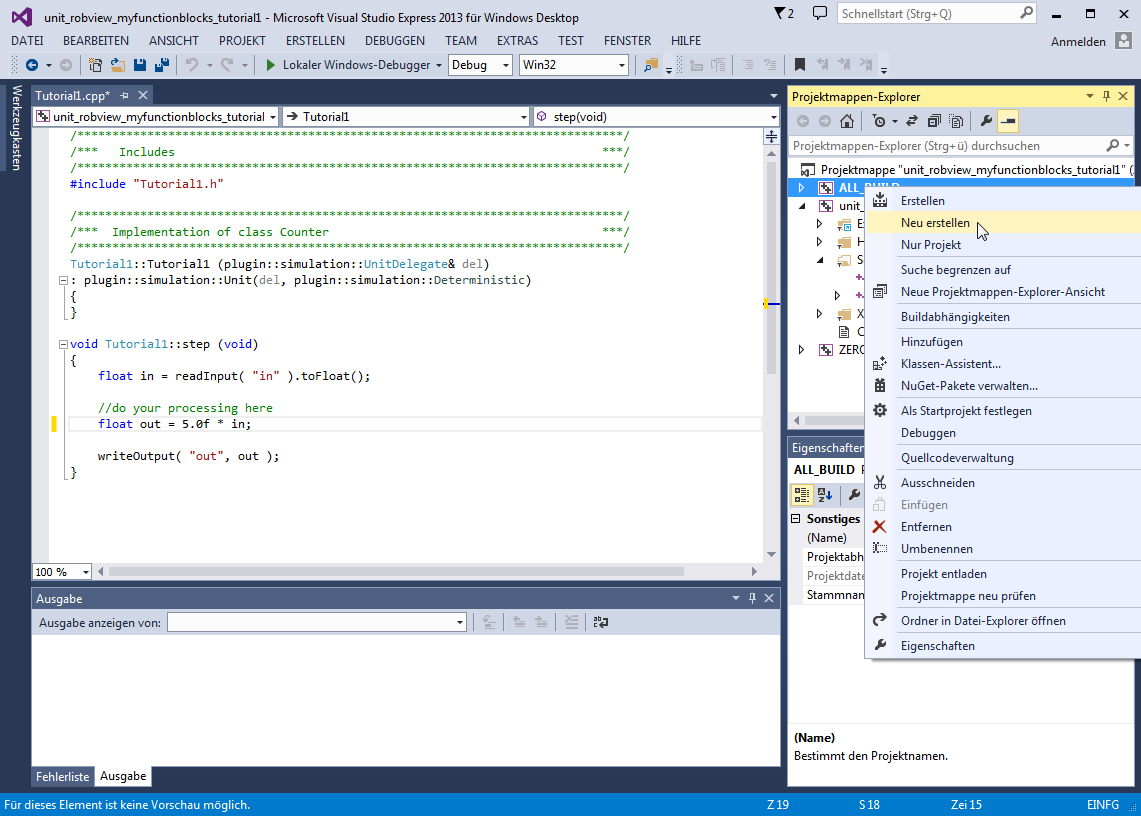 unit_robview_myfunctionblocks_tutorial1 - Microsoft Visual Studio Express 2013 für Windows Desktop
2
Schnellstart (Strg+Q)
DATEI BEARBEITEN ANSICHT PROJEKT ERSTELLEN DEBUGGEN TEAM EXTRAS TEST FENSTER HILFE
Anmelden
Lokaler Windows-Debugger Debug Win32
Werkzeugkasten
Tutorial1.cpp*
unit_robview_myfunctionblocks_tutorial Tutorial1 step(void)
/******************************************************************************/
/*** Includes ***/
/******************************************************************************/
#include "Tutorial1.h"
/******************************************************************************/
/*** Implementation of class Counter ***/
/******************************************************************************/
Tutorial1::Tutorial1 (plugin::simulation::UnitDelegate& del)
: plugin::simulation::Unit(del, plugin::simulation::Deterministic)
{
}
void Tutorial1::step (void)
{
float in = readInput( "in" ).toFloat();
//do your processing here
float out = 5.0f * in;
writeOutput( "out", out );
}
100 %
Ausgabe
Ausgabe anzeigen von:
Fehlerliste Ausgabe
Projektmappen-Explorer
Projektmappen-Explorer (Strg+ü) durchsuchen
Projektmappe "unit_robview_myfunctionblocks_tutorial1" (
ALL_BUILD
unit_
E
H
S
X
C
ZERO
Erstellen
Neu erstellen
Nur Projekt
Suche begrenzen auf
Neue Projektmappen-Explorer-Ansicht
Buildabhängigkeiten
Hinzufügen
Klassen-Assistent...
NuGet-Pakete verwalten...
Als Startprojekt festlegen
Debuggen
Quellcodeverwaltung
Ausschneiden
Einfügen
Entfernen
Umbenennen
Projekt entladen
Projektmappe neu prüfen
Ordner in Datei-Explorer öffnen
Eigenschaften
Eigenschaften
ALL_BUILD P
Sonstiges
(Name)
Projektabh
Projektdate
Stammnan
(Name)
Bestimmt den Projektnamen.
Für dieses Element ist keine Vorschau möglich.
Z 19 S 18 Zei 15 EINFG